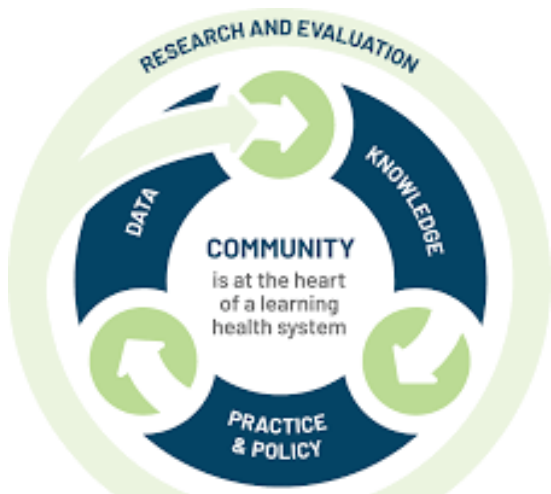 RESEARCH AND EVALUATION
DATA
KNOWLEDGE
COMMUNITY
is at the heart
of a learning
health system
PRACTICE
& POLICY